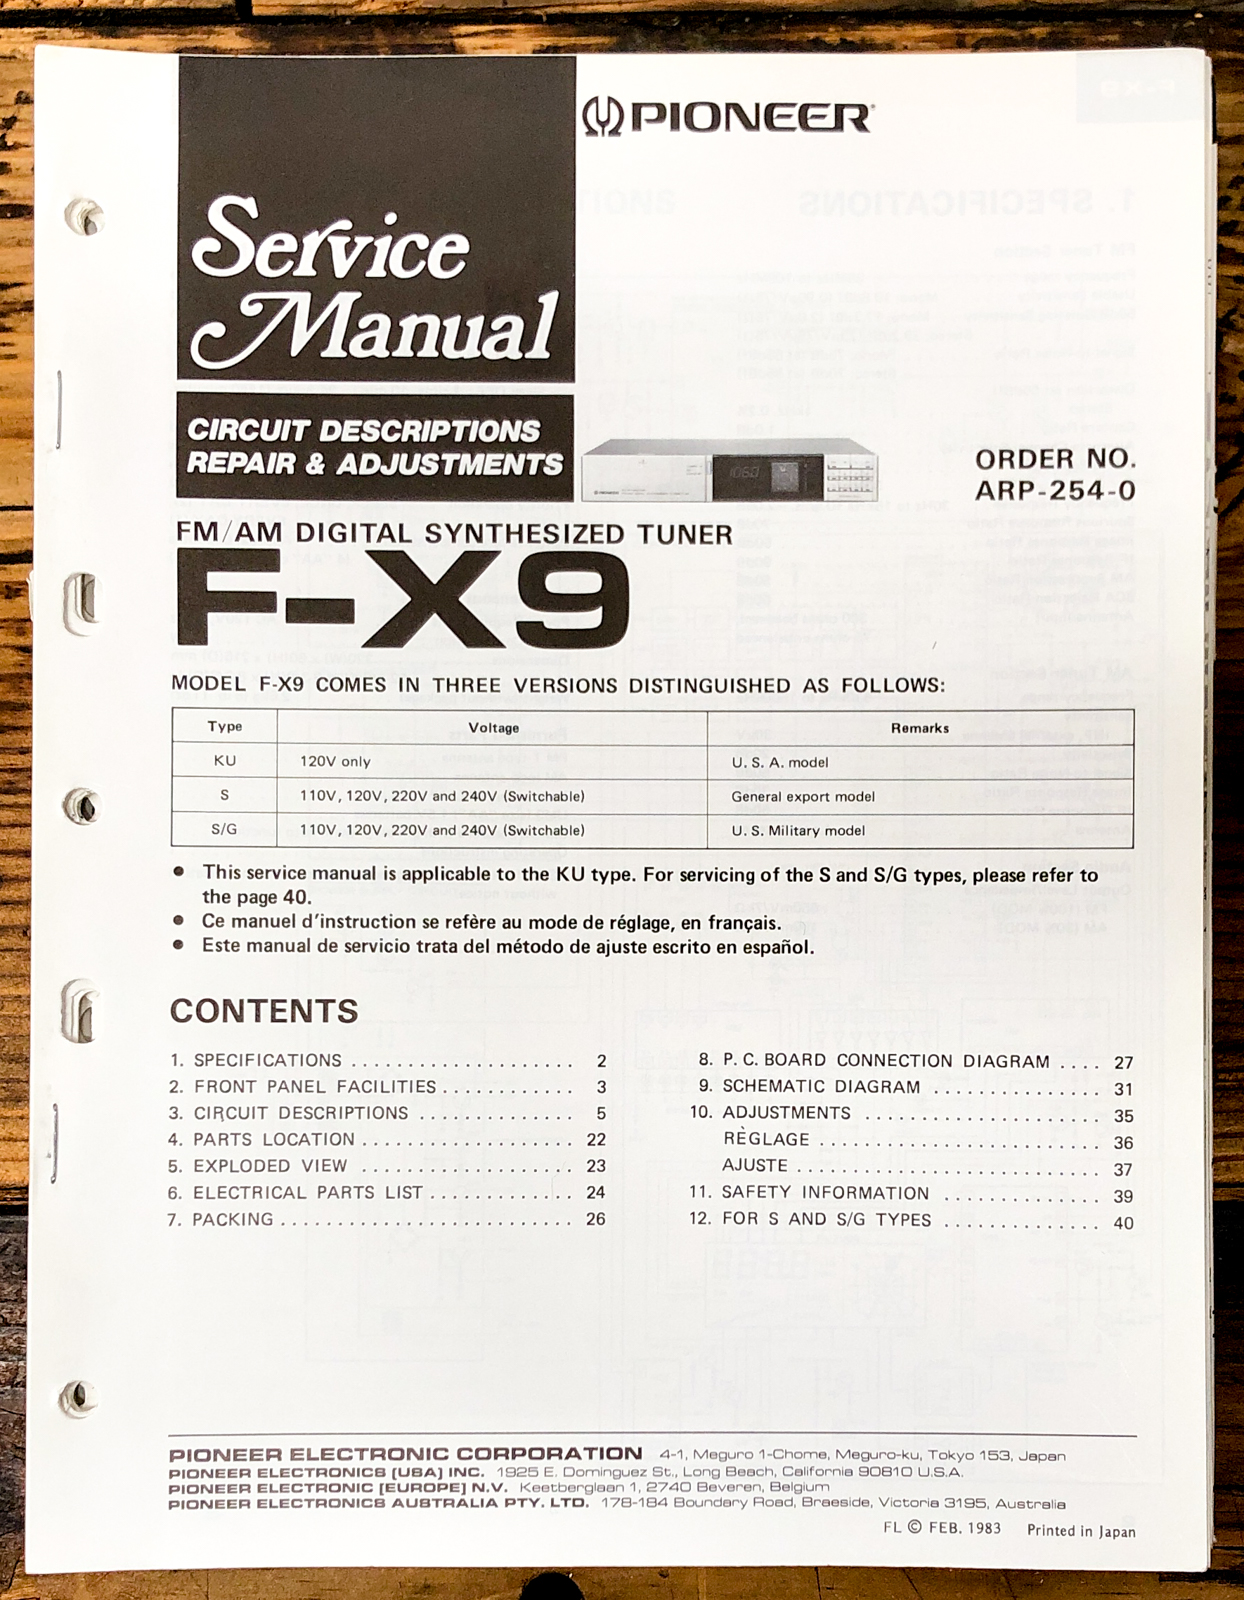 PIONEER
Service
Manual
CIRCUIT DESCRIPTIONS
REPAIR & ADJUSTMENTS
ORDER NO.
ARP-254-0
FM/AM DIGITAL SYNTHESIZED TUNER
F-X9
MODEL F-X9 COMES IN THREE VERSIONS DISTINGUISHED AS FOLLOWS:
Type Voltage Remarks
KU 120V only U. S. A. model
S 110V, 120V, 220V and 240V (Switchable) General export model
S/G 110V, 120V, 220V and 240V (Switchable) U. S. Military model
● This service manual is applicable to the KU type. For servicing of the S and S/G types, please refer to
the page 40.
● Ce manuel d'instruction se refère au mode de réglage, en français.
● Este manual de servicio trata del método de ajuste escrito en español.
CONTENTS
1. SPECIFICATIONS . . . . . . . . . . . . . . . . . . . . 2
2. FRONT PANEL FACILITIES . . . . . . . . . . . . 3
3. CIRCUIT DESCRIPTIONS . . . . . . . . . . . . . . 5
4. PARTS LOCATION . . . . . . . . . . . . . . . . . . . 22
5. EXPLODED VIEW . . . . . . . . . . . . . . . . . . . 23
6. ELECTRICAL PARTS LIST . . . . . . . . . . . . . 24
7. PACKING . . . . . . . . . . . . . . . . . . . . . . . . . . 26
8. P. C. BOARD CONNECTION DIAGRAM . . . . 27
9. SCHEMATIC DIAGRAM . . . . . . . . . . . . . . . 31
10. ADJUSTMENTS . . . . . . . . . . . . . . . . . . . . . 35
RÈGLAGE . . . . . . . . . . . . . . . . . . . . . . . . . 36
AJUSTE . . . . . . . . . . . . . . . . . . . . . . . . . . . 37
11. SAFETY INFORMATION . . . . . . . . . . . . . . 39
12. FOR S AND S/G TYPES . . . . . . . . . . . . . . 40
PIONEER ELECTRONIC CORPORATION 4-1, Meguro 1-Chome, Meguro-ku, Tokyo 153, Japan
PIONEER ELECTRONICS [USA] INC. 1925 E. Dominguez St., Long Beach, California 90810 U.S.A.
PIONEER ELECTRONIC [EUROPE] N.V. Keetberglaan 1, 2740 Beveren, Belgium
PIONEER ELECTRONICS AUSTRALIA PTY. LTD. 178-184 Boundary Road, Braeside, Victoria 3195, Australia
FL © FEB. 1983 Printed in Japan